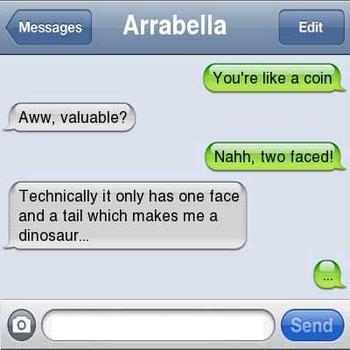 Messages
Arrabella
Edit
You're like a coin
Aww, valuable?
Nahh, two faced!
Technically it only has one face
and a tail which makes me a
dinosaur...
...
Send